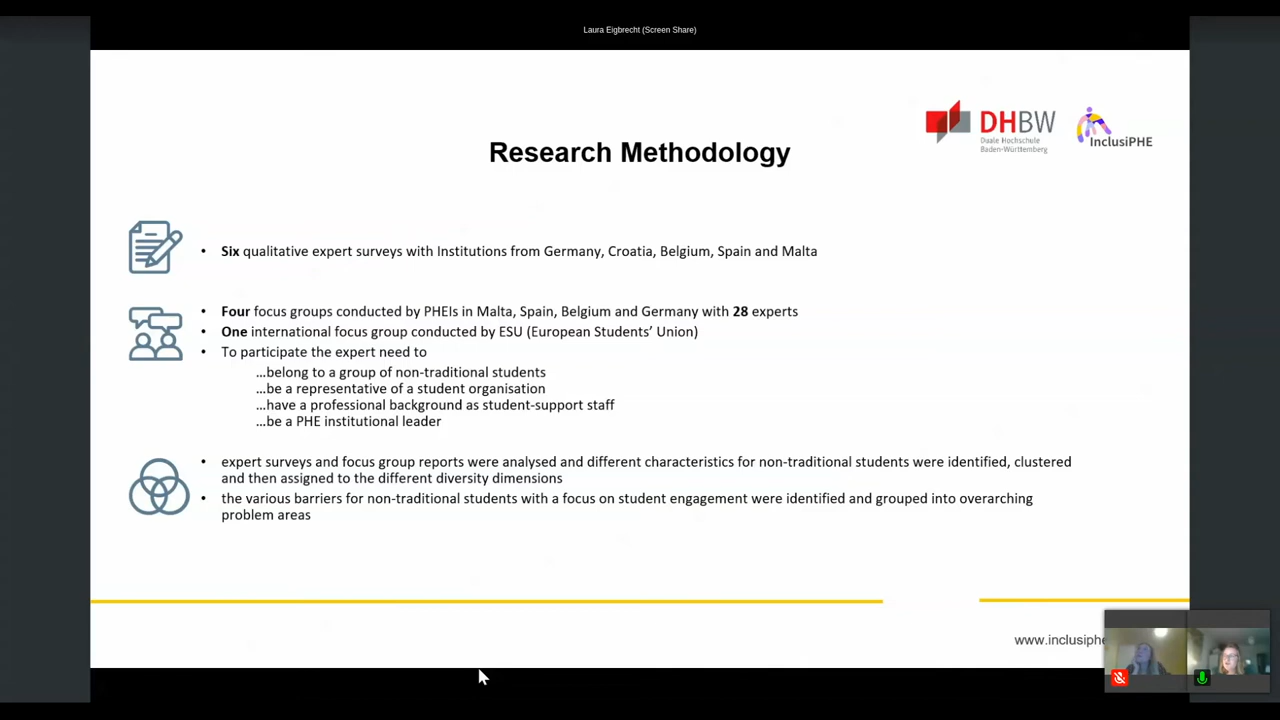 Laura Eigbrecht (Screen Share)
DHBW
Duale Hochschule
Baden-Württemberg
InclusiPHE
Research Methodology
• Six qualitative expert surveys with Institutions from Germany, Croatia, Belgium, Spain and Malta
• Four focus groups conducted by PHEIs in Malta, Spain, Belgium and Germany with 28 experts
• One international focus group conducted by ESU (European Students’ Union)
• To participate the expert need to
…belong to a group of non-traditional students
…be a representative of a student organisation
…have a professional background as student-support staff
…be a PHE institutional leader
• expert surveys and focus group reports were analysed and different characteristics for non-traditional students were identified, clustered
and then assigned to the different diversity dimensions
• the various barriers for non-traditional students with a focus on student engagement were identified and grouped into overarching
problem areas
www.inclusiphe